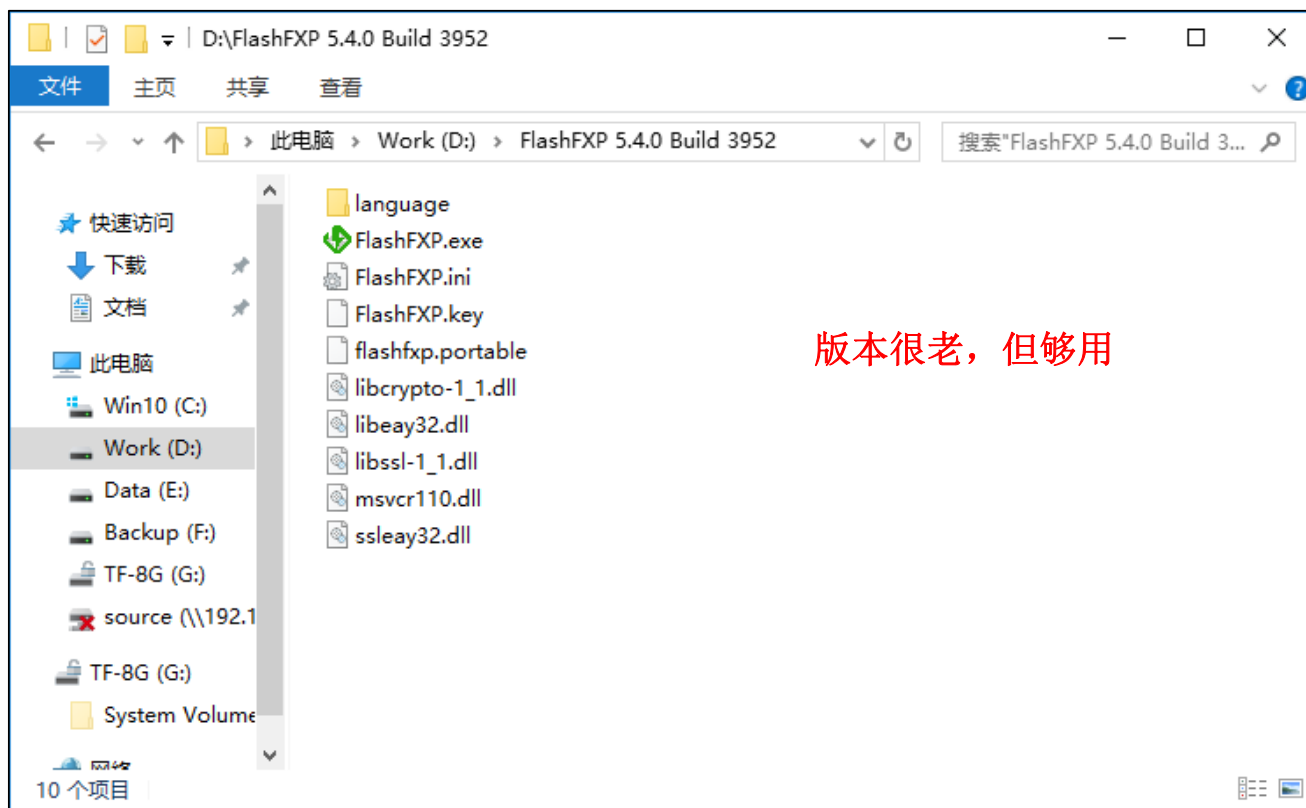 D:\FlashFXP 5.4.0 Build 3952
文件 主页 共享 查看
此电脑 Work (D:) FlashFXP 5.4.0 Build 3952
搜索"FlashFXP 5.4.0 Build 3...
快速访问
下载
文档
此电脑
Win10 (C:)
Work (D:)
Data (E:)
Backup (F:)
TF-8G (G:)
source (\\192.1
TF-8G (G:)
System Volume
网络
language
FlashFXP.exe
FlashFXP.ini
FlashFXP.key
flashfxp.portable
libcrypto-1_1.dll
libeay32.dll
libssl-1_1.dll
msvcr110.dll
ssleay32.dll
版本很老，但够用
10 个项目